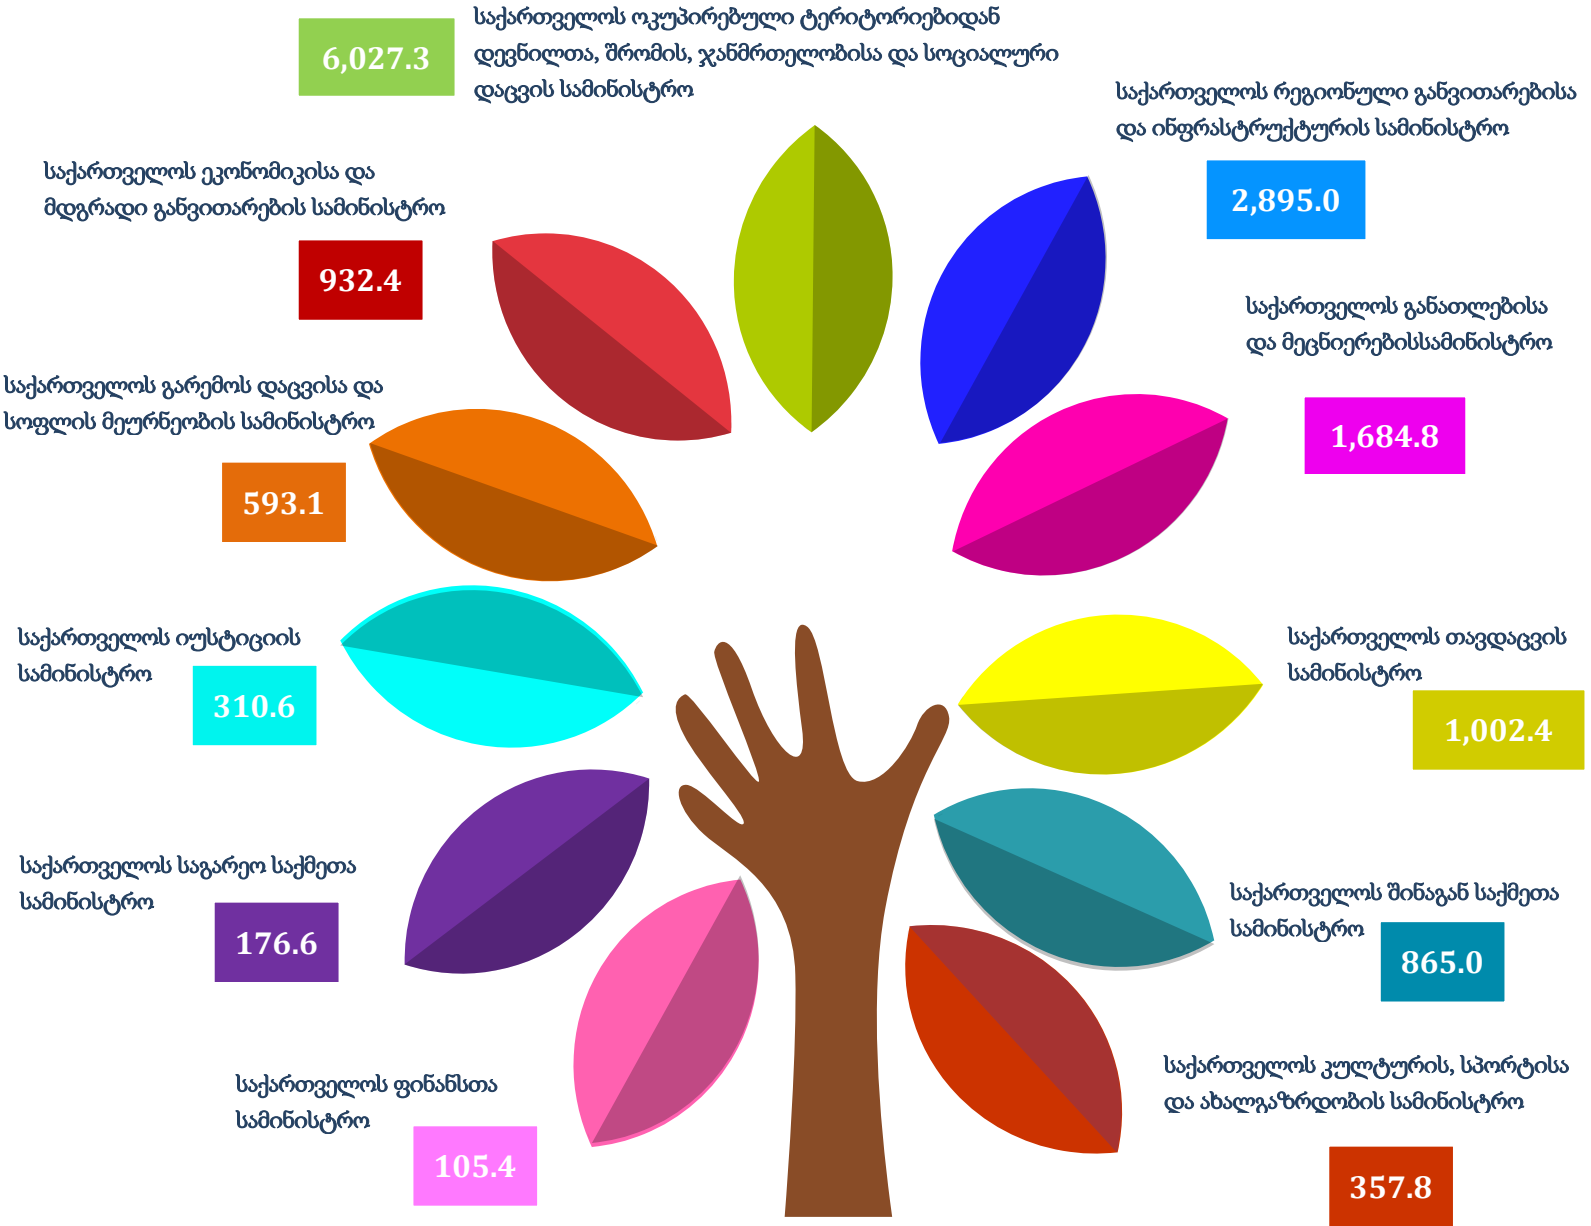 6,027.3
საქართველოს ოკუპირებული ტერიტორიებიდან
დევნილთა, შრომის, ჯანმრთელობისა და სოციალური
დაცვის სამინისტრო
საქართველოს რეგიონული განვითარებისა
და ინფრასტრუქტურის სამინისტრო
2,895.0
საქართველოს ეკონომიკისა და
მდგრადი განვითარების სამინისტრო
932.4
საქართველოს განათლებისა
და მეცნიერებისსამინისტრო
1,684.8
საქართველოს გარემოს დაცვისა და
სოფლის მეურნეობის სამინისტრო
593.1
საქართველოს იუსტიციის
სამინისტრო
310.6
საქართველოს თავდაცვის
სამინისტრო
1,002.4
საქართველოს საგარეო საქმეთა
სამინისტრო
176.6
საქართველოს შინაგან საქმეთა
სამინისტრო
865.0
საქართველოს ფინანსთა
სამინისტრო
105.4
საქართველოს კულტურის, სპორტისა
და ახალგაზრდობის სამინისტრო
357.8